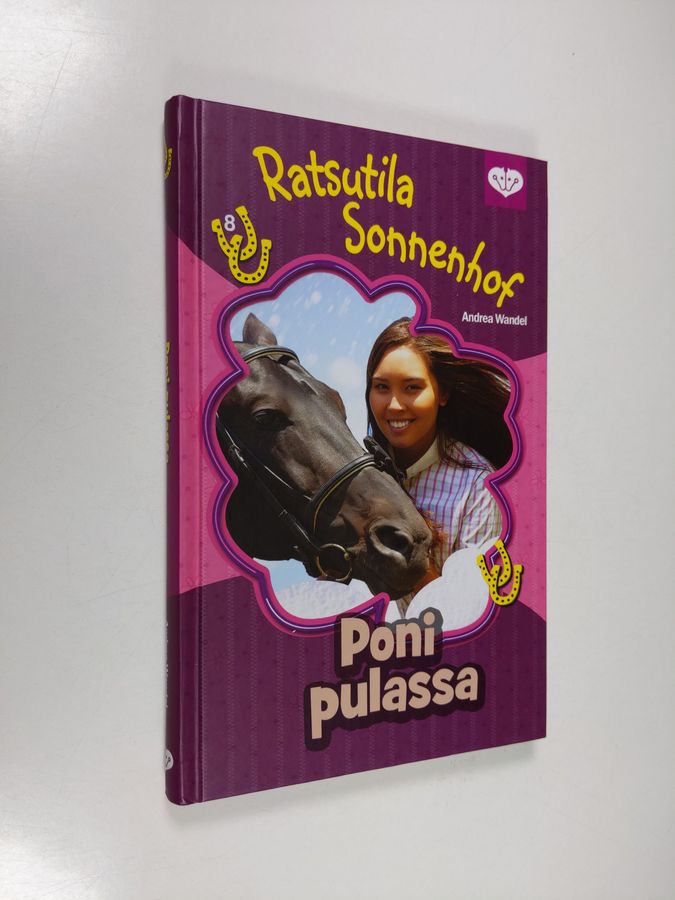 Ratsutila
Sonnenhof
8
Andrea Wandel
Poni
pulassa